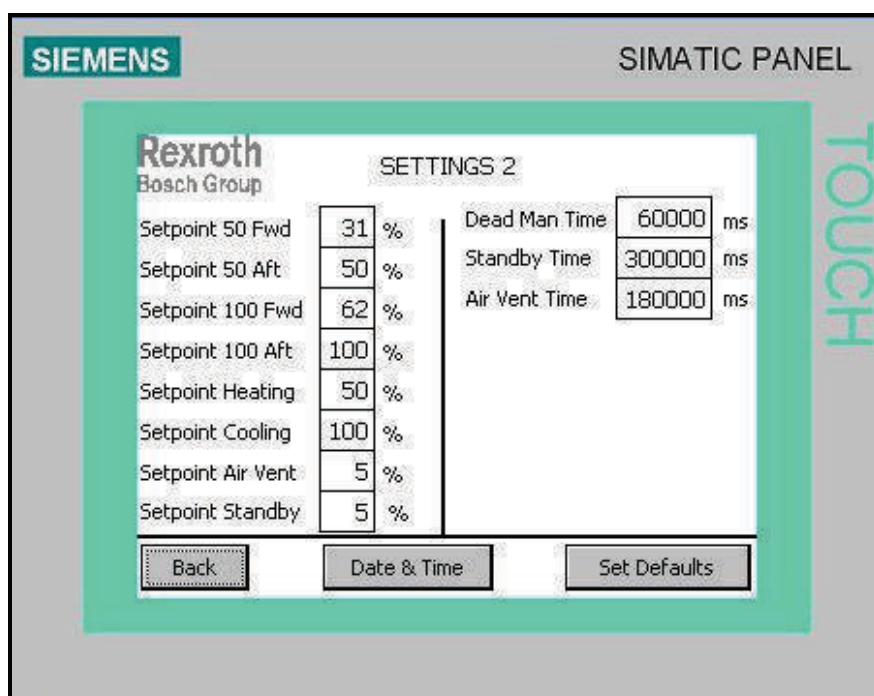 SIEMENS
SIMATIC PANEL
TOUCH
Rexroth
Bosch Group
SETTINGS 2
Setpoint 50 Fwd 31 %
Setpoint 50 Aft 50 %
Setpoint 100 Fwd 62 %
Setpoint 100 Aft 100 %
Setpoint Heating 50 %
Setpoint Cooling 100 %
Setpoint Air Vent 5 %
Setpoint Standby 5 %
Dead Man Time 60000 ms
Standby Time 300000 ms
Air Vent Time 180000 ms
Back
Date & Time
Set Defaults